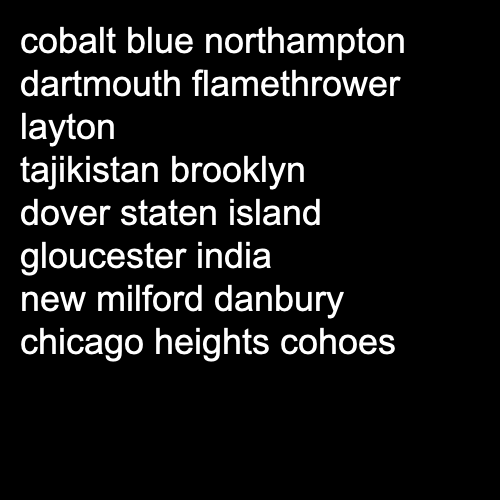 cobalt blue northampton
dartmouth flamethrower
layton
tajikistan brooklyn
dover staten island
gloucester india
new milford danbury
chicago heights cohoes